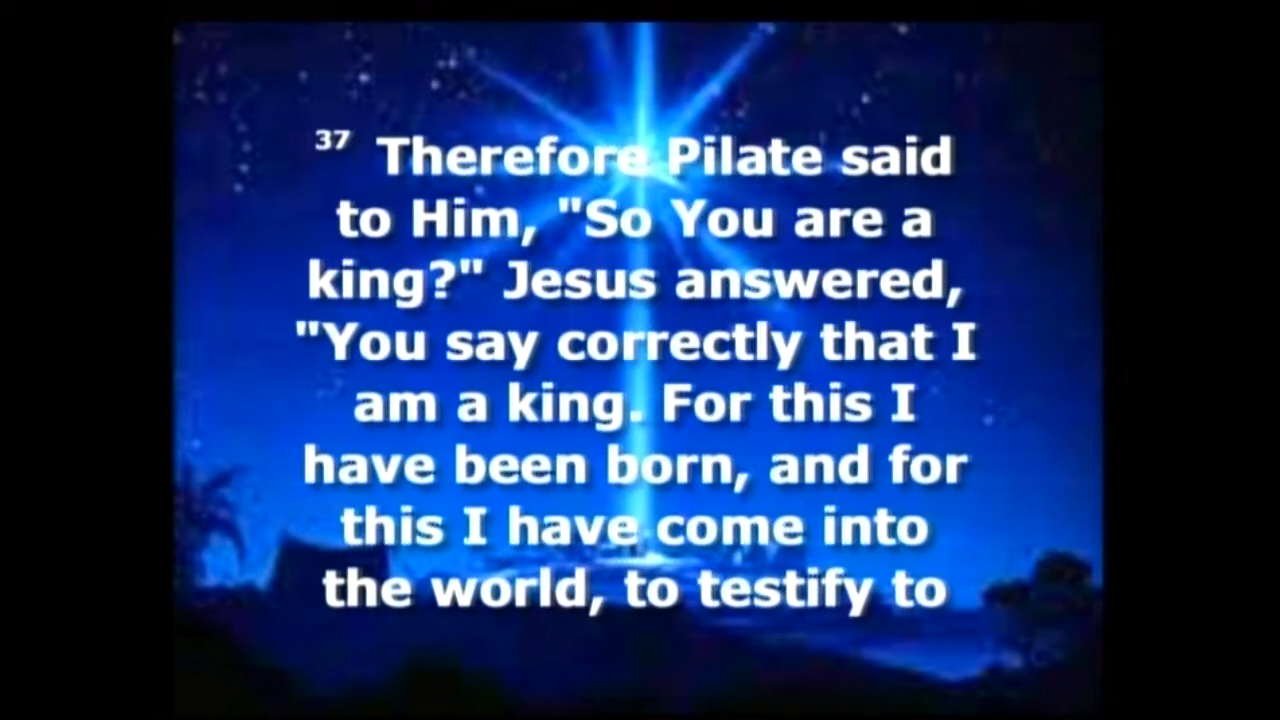 37 Therefore Pilate said
to Him, "So You are a
king?" Jesus answered,
"You say correctly that I
am a king. For this I
have been born, and for
this I have come into
the world, to testify to